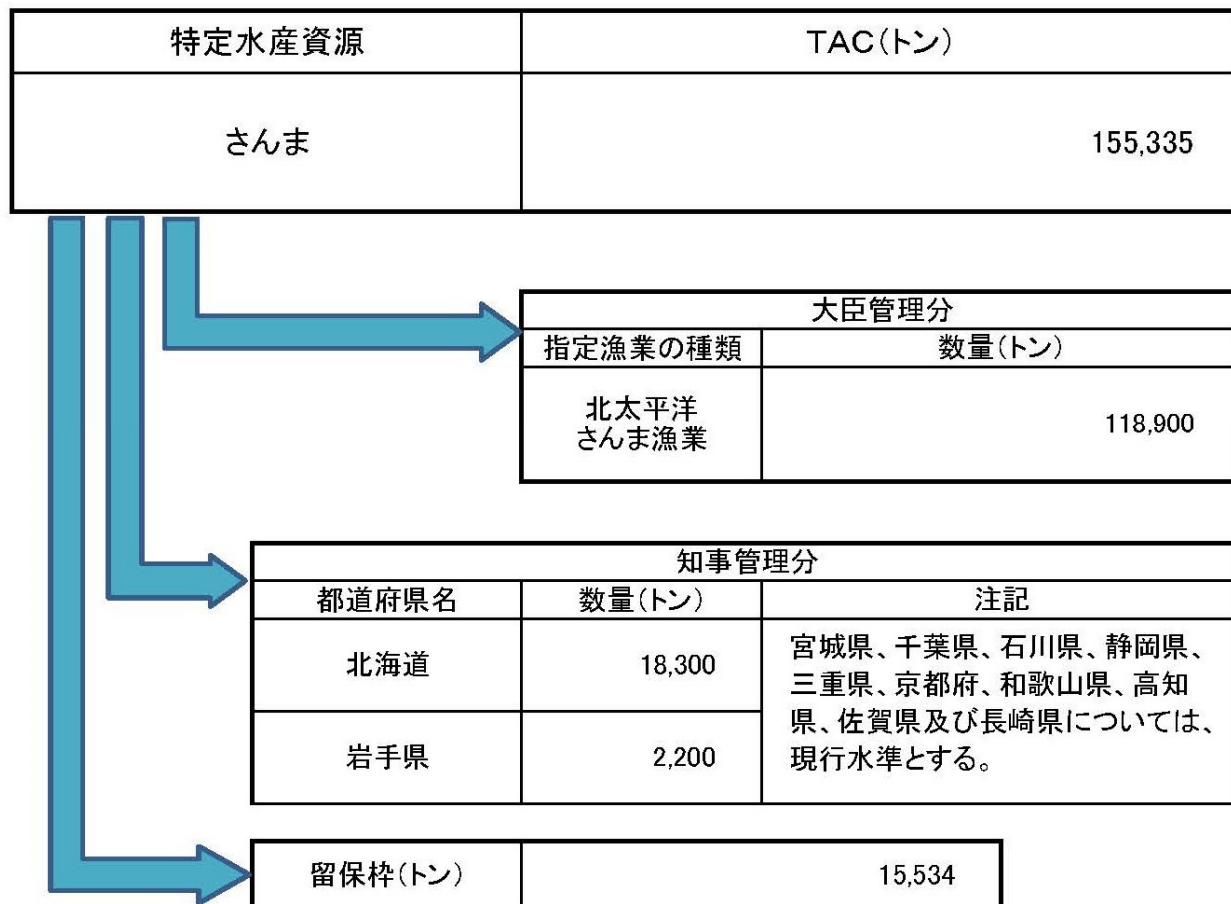 特定水産資源
TAC(トン)
さんま
155,335
大臣管理分
指定漁業の種類
数量(トン)
北太平洋
さんま漁業
118,900
知事管理分
都道府県名
数量(トン)
注記
北海道
18,300
宮城県、千葉県、石川県、静岡県、
三重県、京都府、和歌山県、高知
県、佐賀県及び長崎県については、
現行水準とする。
岩手県
2,200
留保枠(トン)
15,534